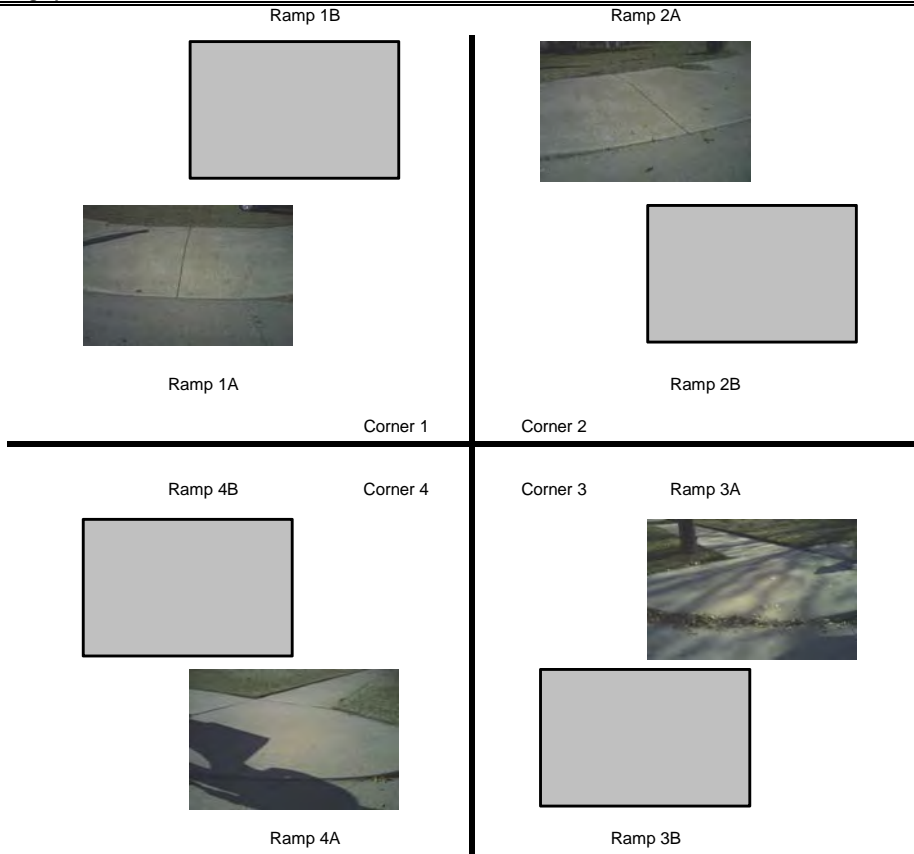 Ramp 1B Ramp 2A
Ramp 1A Ramp 2B
Corner 1 Corner 2
Ramp 4B Corner 4 Corner 3 Ramp 3A
Ramp 4A Ramp 3B